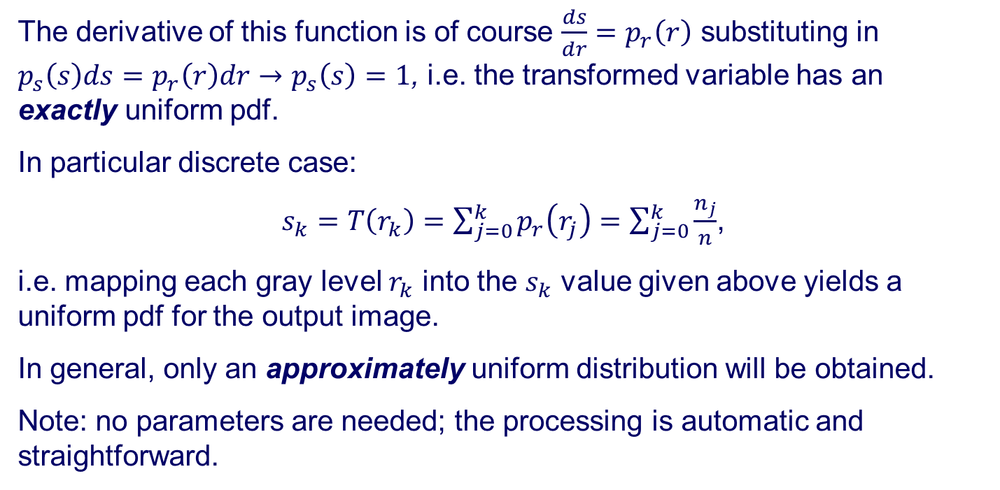 The derivative of this function is of course $\frac{ds}{dr} = p_r(r)$ substituting in
$p_s(s)ds = p_r(r)dr \rightarrow p_s(s) = 1$, i.e. the transformed variable has an
exactly uniform pdf.
In particular discrete case:
$s_k = T(r_k) = \sum_{j=0}^{k} p_r(r_j) = \sum_{j=0}^{k} \frac{n_j}{n},$
i.e. mapping each gray level $r_k$ into the $s_k$ value given above yields a
uniform pdf for the output image.
In general, only an approximately uniform distribution will be obtained.
Note: no parameters are needed; the processing is automatic and
straightforward.